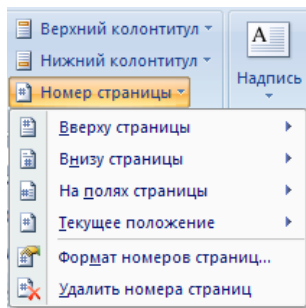 Верхний колонтитул
Нижний колонтитул
Номер страницы
A
Надпись
Вверху страницы
Внизу страницы
На полях страницы
Текущее положение
Формат номеров страниц...
Удалить номера страниц